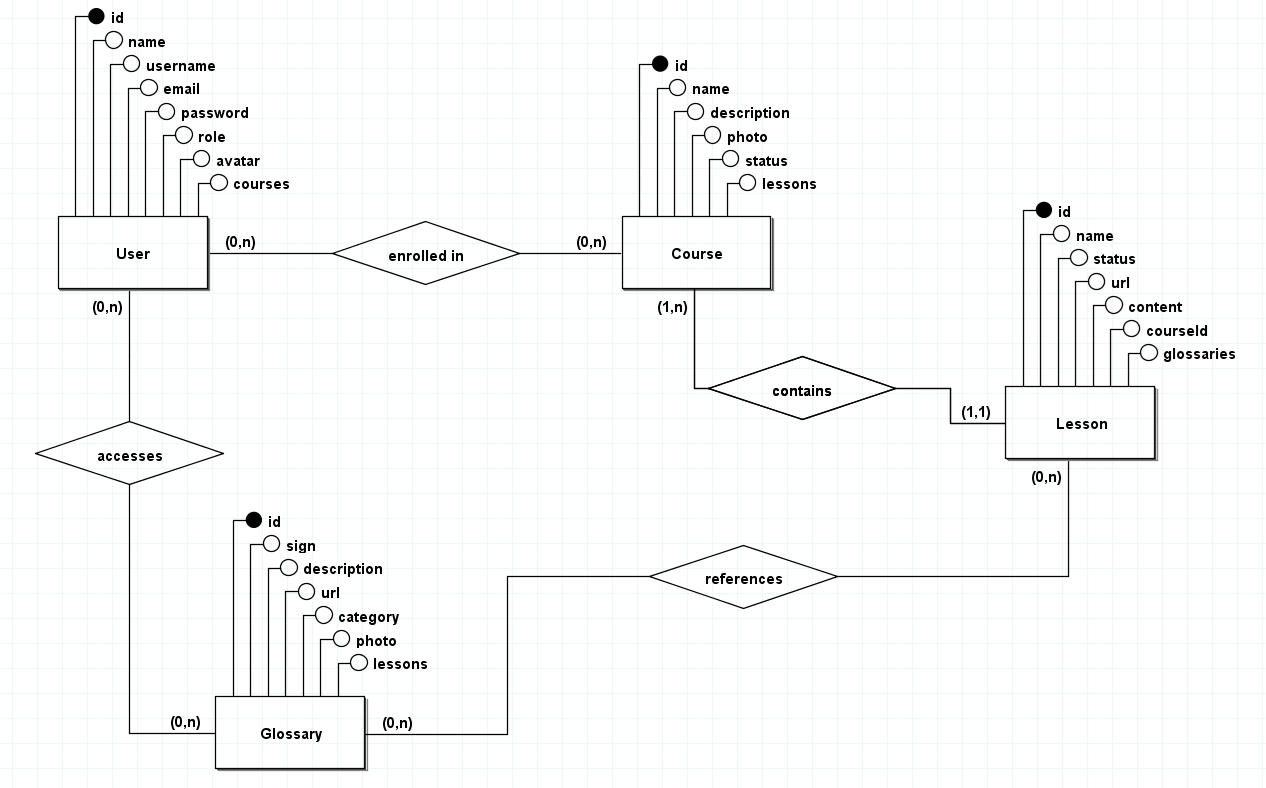 id
name
username
email
password
role
avatar
courses
User
(0,n)
enrolled in
(0,n)
id
name
description
photo
status
lessons
Course
(1,n)
contains
(1,1)
id
name
status
url
content
courseId
glossaries
Lesson
(0,n)
references
(0,n)
accesses
(0,n)
id
sign
description
url
category
photo
lessons
Glossary
(0,n)